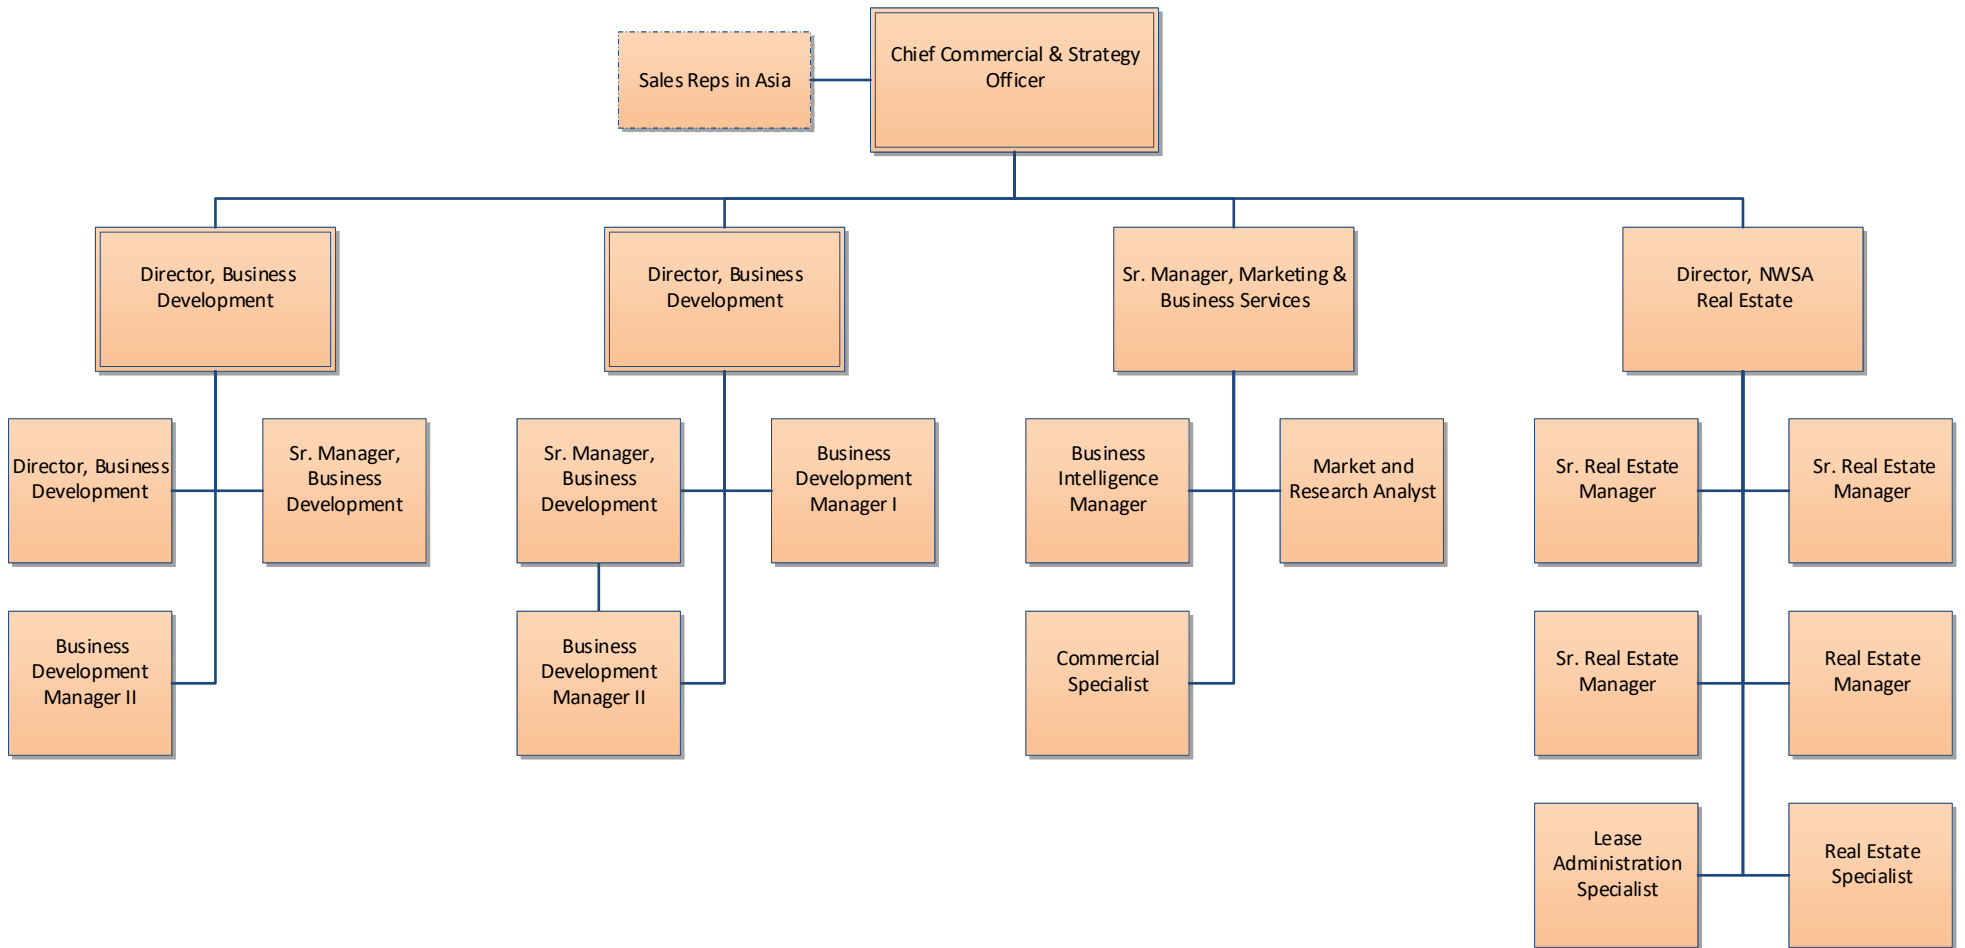 Sales Reps in Asia
Chief Commercial & Strategy
Officer
Director, Business
Development
Director, Business
Development
Sr. Manager, Marketing &
Business Services
Director, NWSA
Real Estate
Director, Business
Development
Sr. Manager,
Business
Development
Sr. Manager,
Business
Development
Business
Development
Manager I
Business
Intelligence
Manager
Market and
Research Analyst
Sr. Real Estate
Manager
Sr. Real Estate
Manager
Business
Development
Manager II
Business
Development
Manager II
Commercial
Specialist
Sr. Real Estate
Manager
Real Estate
Manager
Lease
Administration
Specialist
Real Estate
Specialist